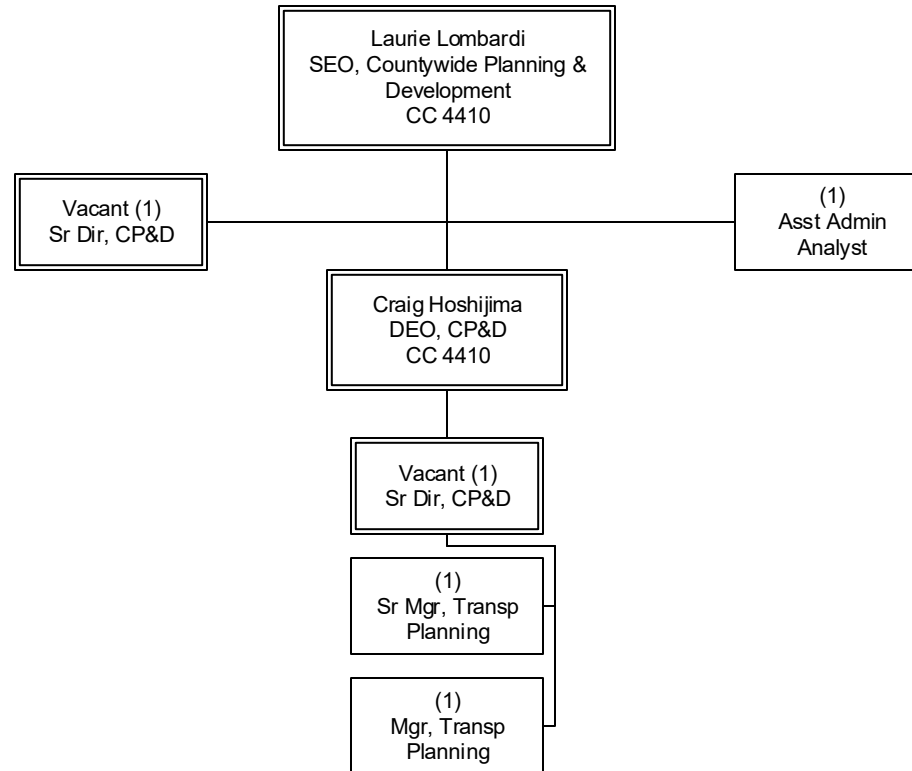 Laurie Lombardi
SEO, Countywide Planning &
Development
CC 4410
Vacant (1)
Sr Dir, CP&D
(1)
Asst Admin
Analyst
Craig Hoshijima
DEO, CP&D
CC 4410
Vacant (1)
Sr Dir, CP&D
(1)
Sr Mgr, Transp
Planning
(1)
Mgr, Transp
Planning